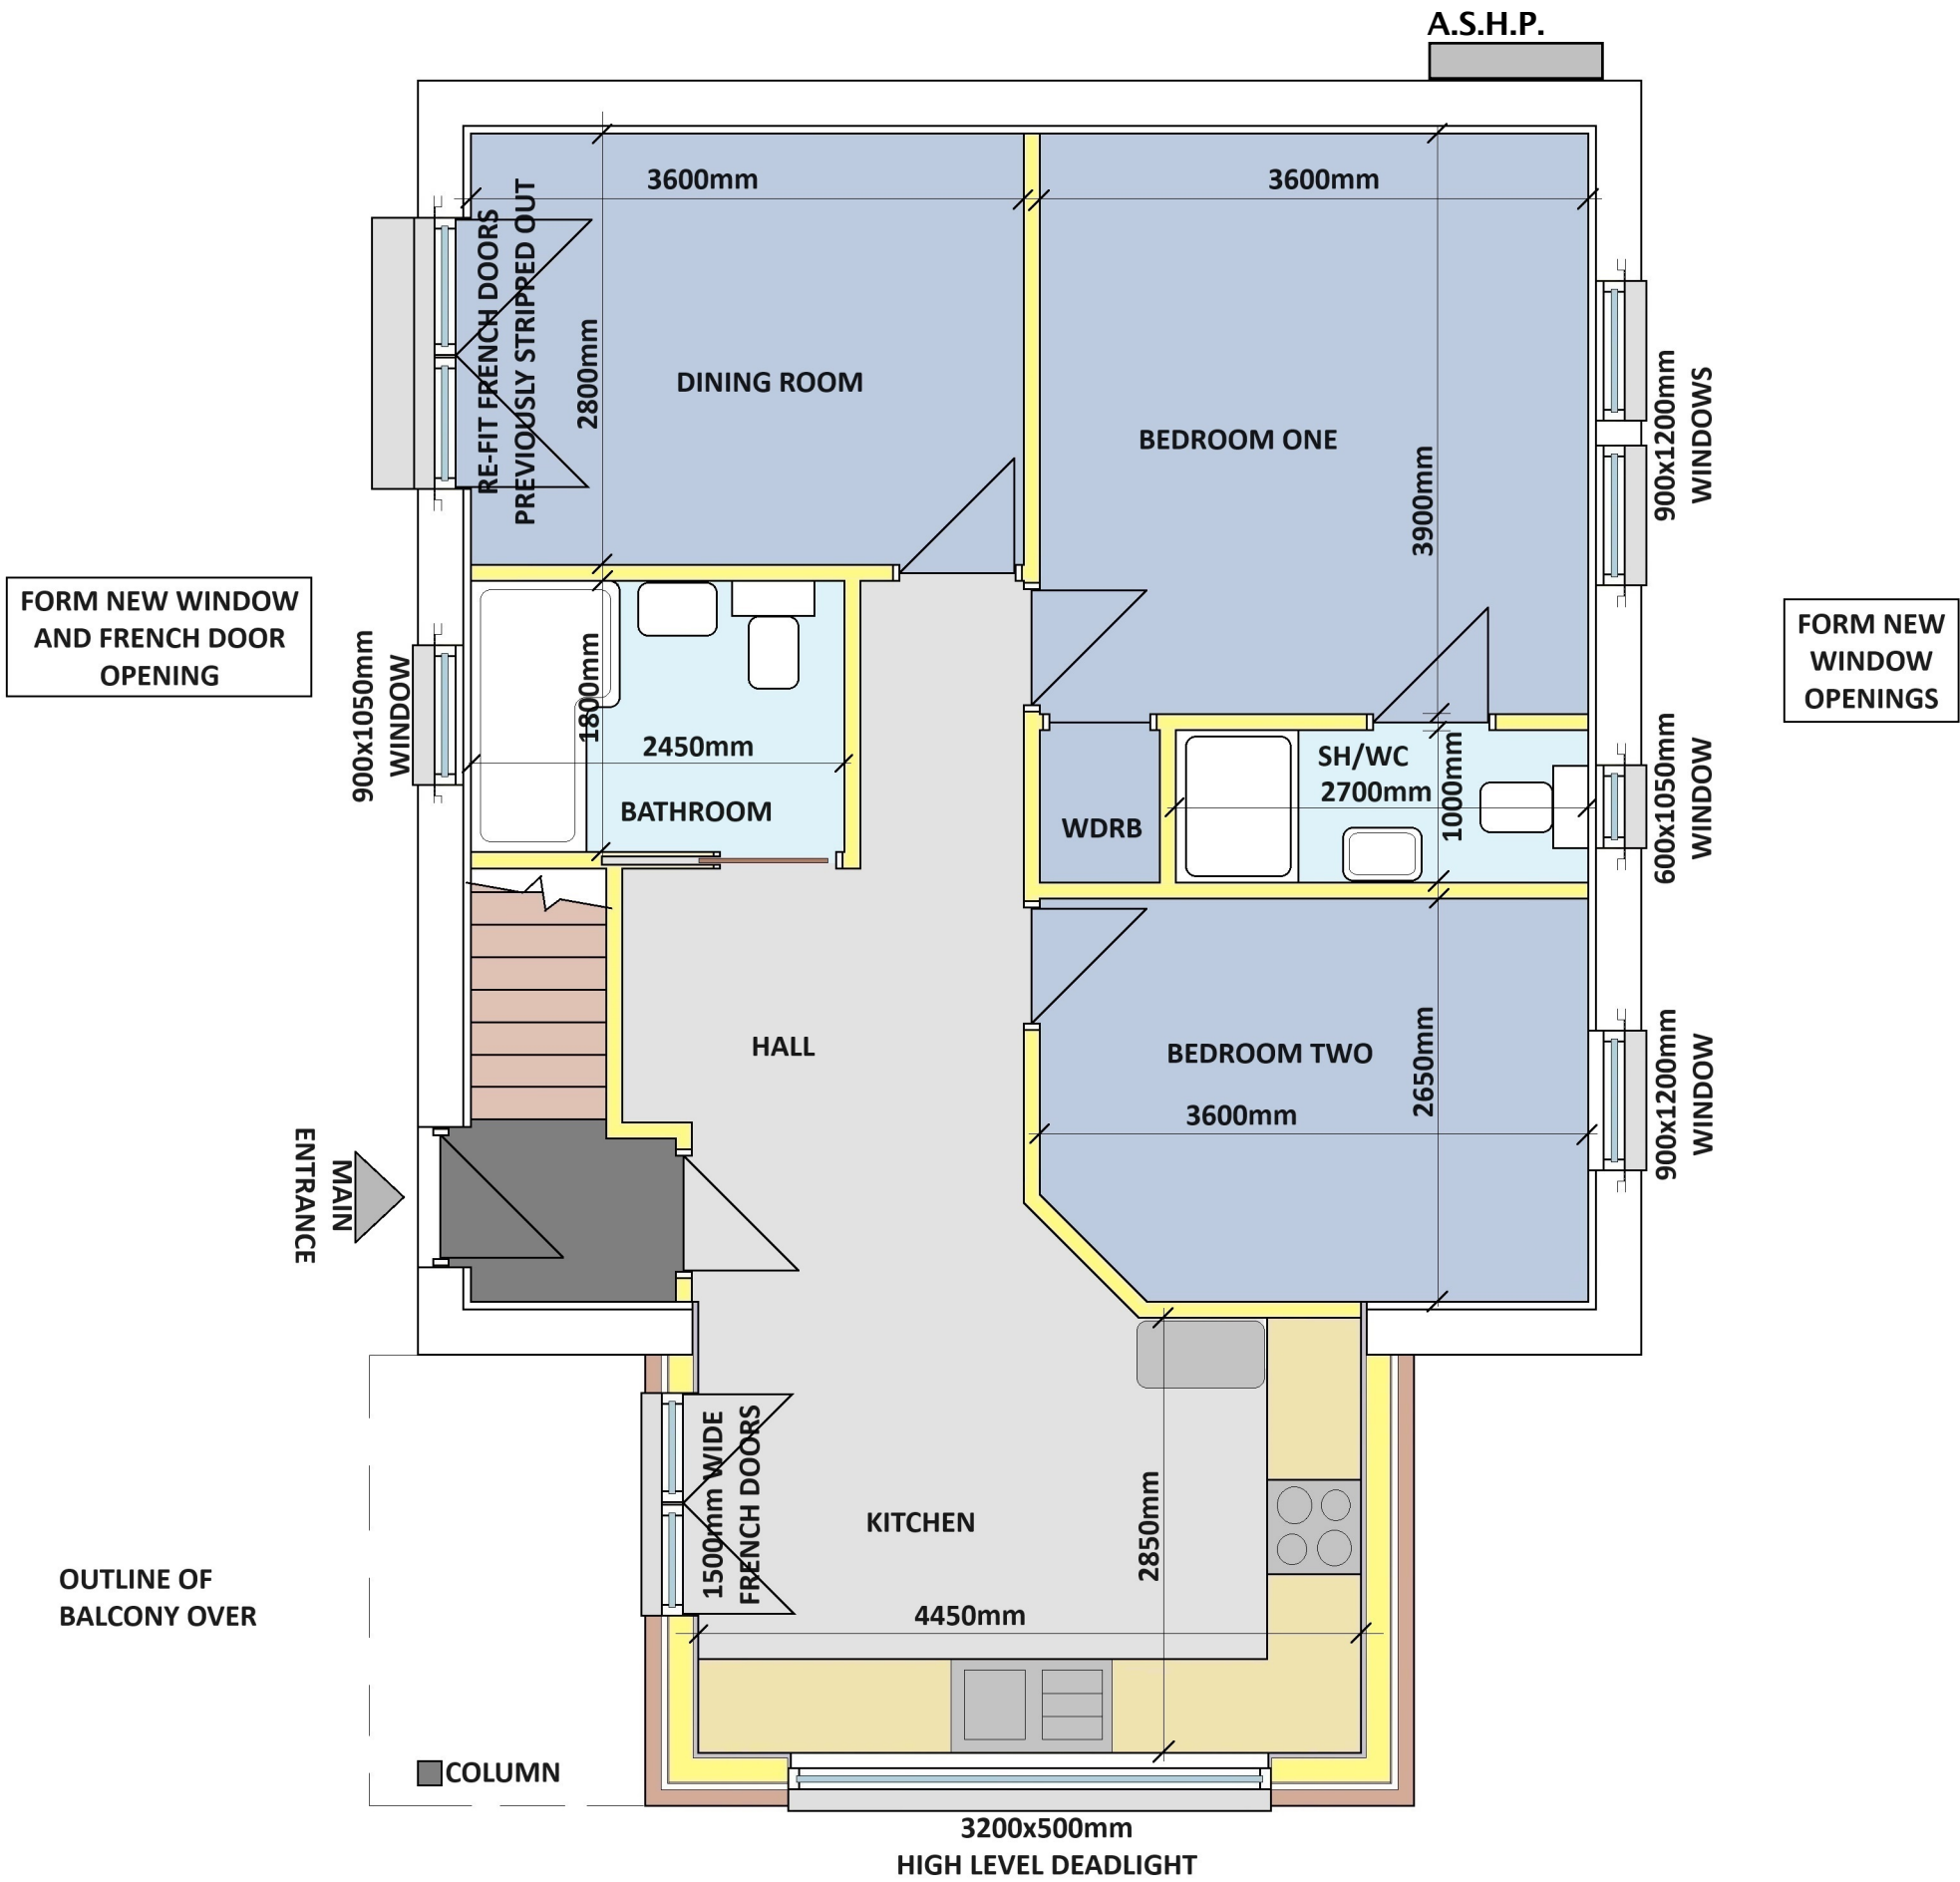 A.S.H.P.
3600mm
3600mm
RE-FIT FRENCH DOORS
PREVIOUSLY STRIPPED OUT
2800mm
DINING ROOM
BEDROOM ONE
3900mm
900x1200mm
WINDOWS
FORM NEW WINDOW
AND FRENCH DOOR
OPENING
FORM NEW
WINDOW
OPENINGS
900x1050mm
WINDOW
1800mm
2450mm
BATHROOM
WDRB
SH/WC
2700mm
1000mm
600x1050mm
WINDOW
HALL
BEDROOM TWO
3600mm
2650mm
900x1200mm
WINDOW
MAIN
ENTRANCE
1500mm WIDE
FRENCH DOORS
KITCHEN
2850mm
4450mm
OUTLINE OF
BALCONY OVER
COLUMN
3200x500mm
HIGH LEVEL DEADLIGHT